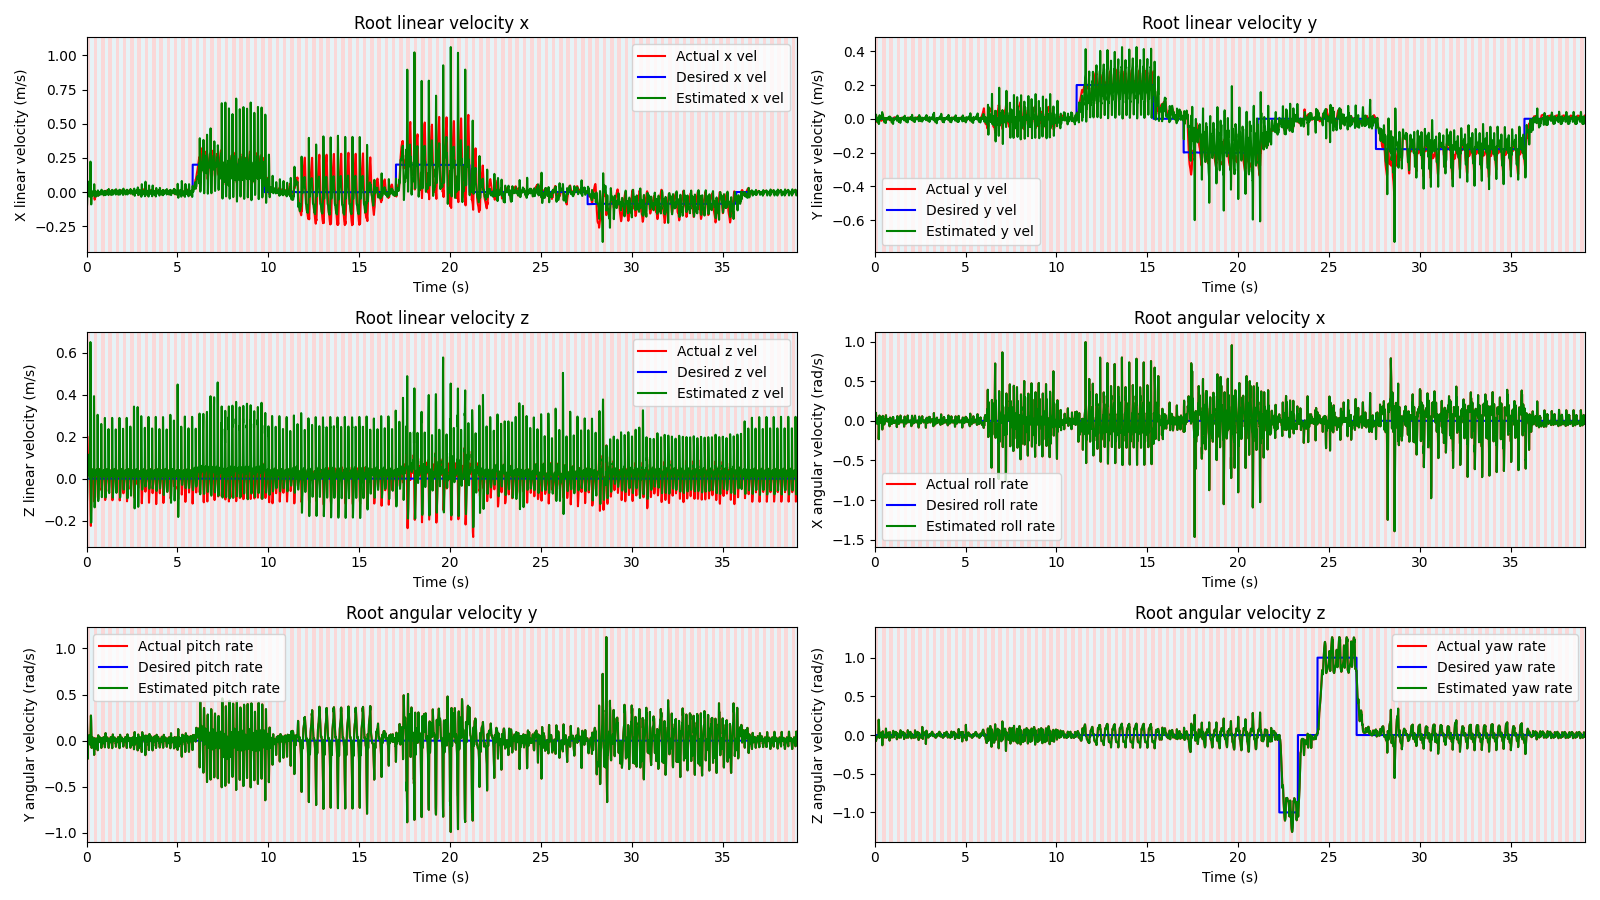 Root linear velocity x
X linear velocity (m/s)
1.00
0.75
0.50
0.25
0.00
−0.25
Actual x vel
Desired x vel
Estimated x vel
0 5 10 15 20 25 30 35
Time (s)
Root linear velocity y
Y linear velocity (m/s)
0.4
0.2
0.0
−0.2
−0.4
−0.6
Actual y vel
Desired y vel
Estimated y vel
0 5 10 15 20 25 30 35
Time (s)
Root linear velocity z
Z linear velocity (m/s)
0.6
0.4
0.2
0.0
−0.2
Actual z vel
Desired z vel
Estimated z vel
0 5 10 15 20 25 30 35
Time (s)
Root angular velocity x
X angular velocity (rad/s)
1.0
0.5
0.0
−0.5
−1.0
−1.5
Actual roll rate
Desired roll rate
Estimated roll rate
0 5 10 15 20 25 30 35
Time (s)
Root angular velocity y
Y angular velocity (rad/s)
1.0
0.5
0.0
−0.5
−1.0
Actual pitch rate
Desired pitch rate
Estimated pitch rate
0 5 10 15 20 25 30 35
Time (s)
Root angular velocity z
Z angular velocity (rad/s)
1.0
0.5
0.0
−0.5
−1.0
Actual yaw rate
Desired yaw rate
Estimated yaw rate
0 5 10 15 20 25 30 35
Time (s)